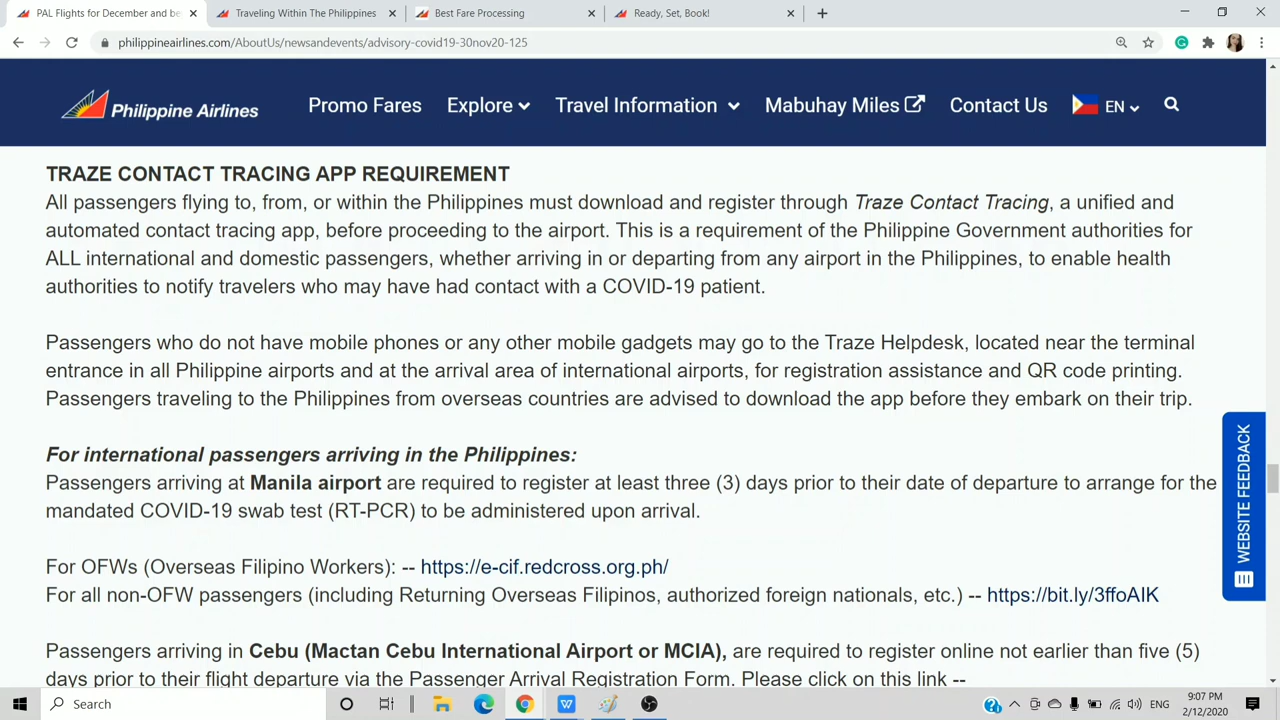 PAL Flights for December and be
Traveling Within The Philippines
Best Fare Processing
Ready, Set, Book!
philippineairlines.com/AboutUs/newsandevents/advisory-covid19-30nov20-125
Philippine Airlines
Promo Fares
Explore
Travel Information
Mabuhay Miles
Contact Us
EN
TRAZE CONTACT TRACING APP REQUIREMENT
All passengers flying to, from, or within the Philippines must download and register through Traze Contact Tracing, a unified and
automated contact tracing app, before proceeding to the airport. This is a requirement of the Philippine Government authorities for
ALL international and domestic passengers, whether arriving in or departing from any airport in the Philippines, to enable health
authorities to notify travelers who may have had contact with a COVID-19 patient.
Passengers who do not have mobile phones or any other mobile gadgets may go to the Traze Helpdesk, located near the terminal
entrance in all Philippine airports and at the arrival area of international airports, for registration assistance and QR code printing.
Passengers traveling to the Philippines from overseas countries are advised to download the app before they embark on their trip.
For international passengers arriving in the Philippines:
Passengers arriving at Manila airport are required to register at least three (3) days prior to their date of departure to arrange for the
mandated COVID-19 swab test (RT-PCR) to be administered upon arrival.
For OFWs (Overseas Filipino Workers): -- https://e-cif.redcross.org.ph/
For all non-OFW passengers (including Returning Overseas Filipinos, authorized foreign nationals, etc.) -- https://bit.ly/3ffoAIK
Passengers arriving in Cebu (Mactan Cebu International Airport or MCIA), are required to register online not earlier than five (5)
days prior to their flight departure via the Passenger Arrival Registration Form. Please click on this link --
WEBSITE FEEDBACK
Search
ENG
9:07 PM
2/12/2020